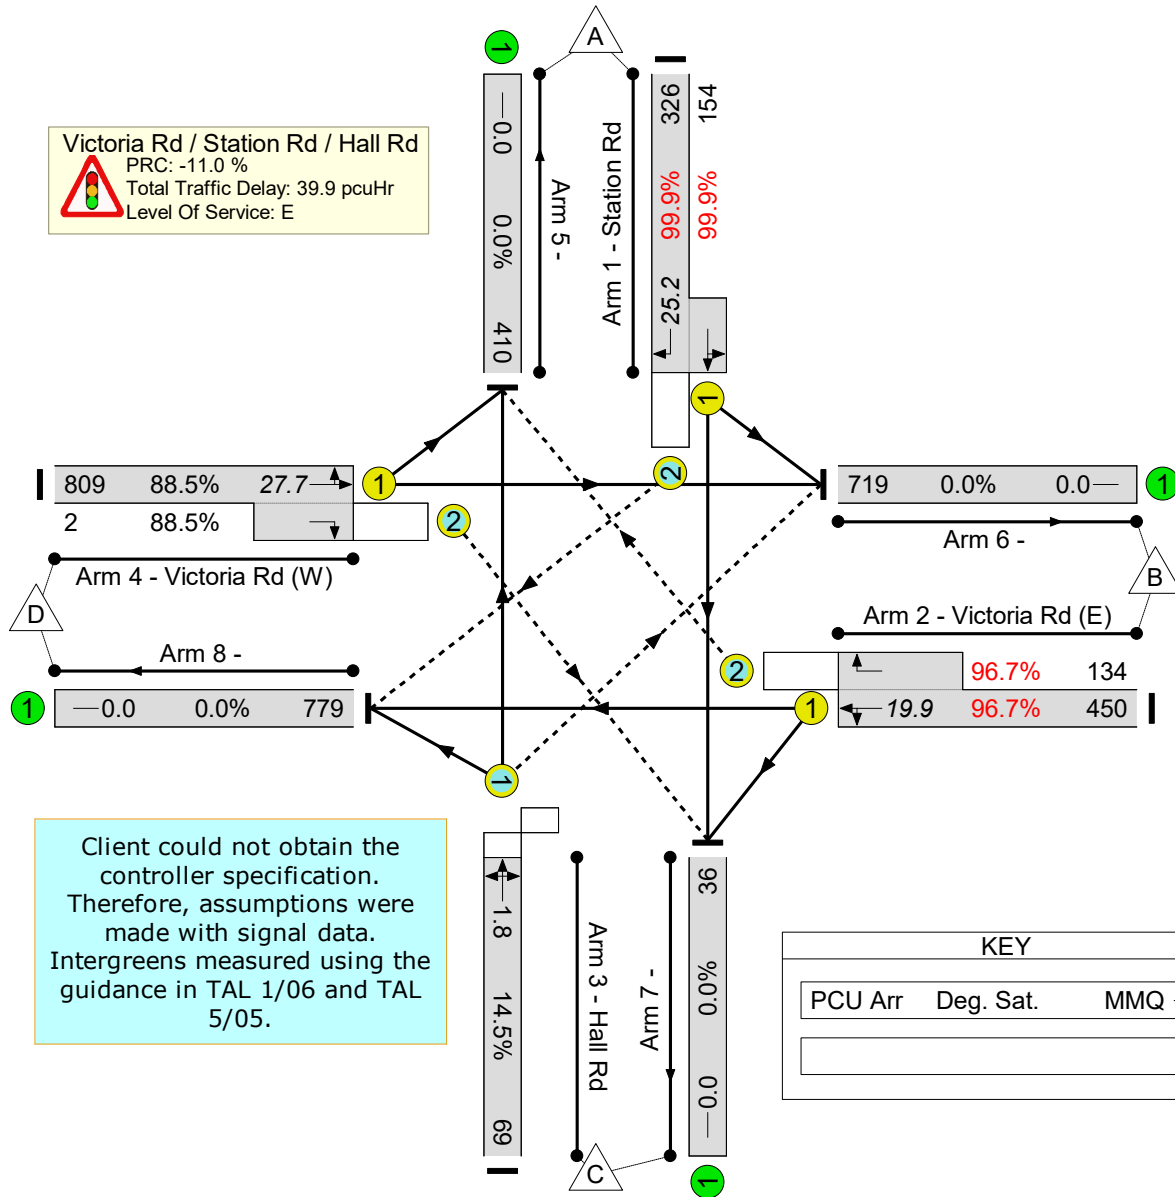 A
1
326
154
Victoria Rd / Station Rd / Hall Rd
PRC: -11.0 %
Total Traffic Delay: 39.9 pcuHr
Level Of Service: E
0.0
0.0%
410
Arm 5 -
Arm 1 - Station Rd
99.9%
99.9%
25.2
1
2
809 88.5% 27.7
1
2 88.5%
2
Arm 4 - Victoria Rd (W)
D
Arm 8 -
1
0.0 0.0% 779
719 0.0% 0.0
1
Arm 6 -
B
Arm 2 - Victoria Rd (E)
2
96.7% 134
1
19.9 96.7% 450
1
Client could not obtain the
controller specification.
Therefore, assumptions were
made with signal data.
Intergreens measured using the
guidance in TAL 1/06 and TAL
5/05.
1.8
14.5%
69
Arm 3 - Hall Rd
Arm 7 -
36
0.0%
0.0
C
1
KEY
PCU Arr Deg. Sat. MMQ